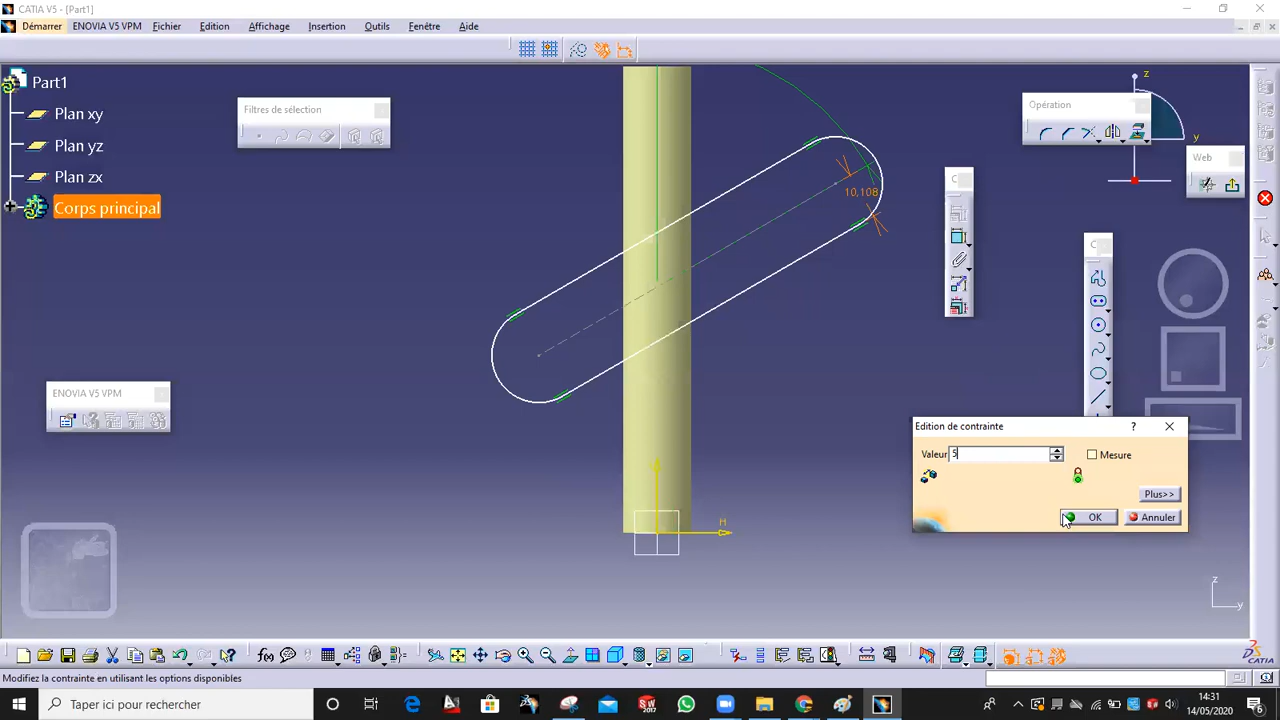 CATIA V5 - [Part1]
Démarrer ENOVIA V5 VPM Fichier Edition Affichage Insertion Outils Fenêtre Aide
Part1
Plan xy
Plan yz
Plan zx
Corps principal
Filtres de sélection
z
y
Opération
Web
C
C
10,108
ENOVIA V5 VPM
Edition de contrainte
?
Valeur 5
Mesure
Plus>>
OK
Annuler
H
z
y
f(x)
Modifiez la contrainte en utilisant les options disponibles
Taper ici pour rechercher
14:31
14/05/2020
6